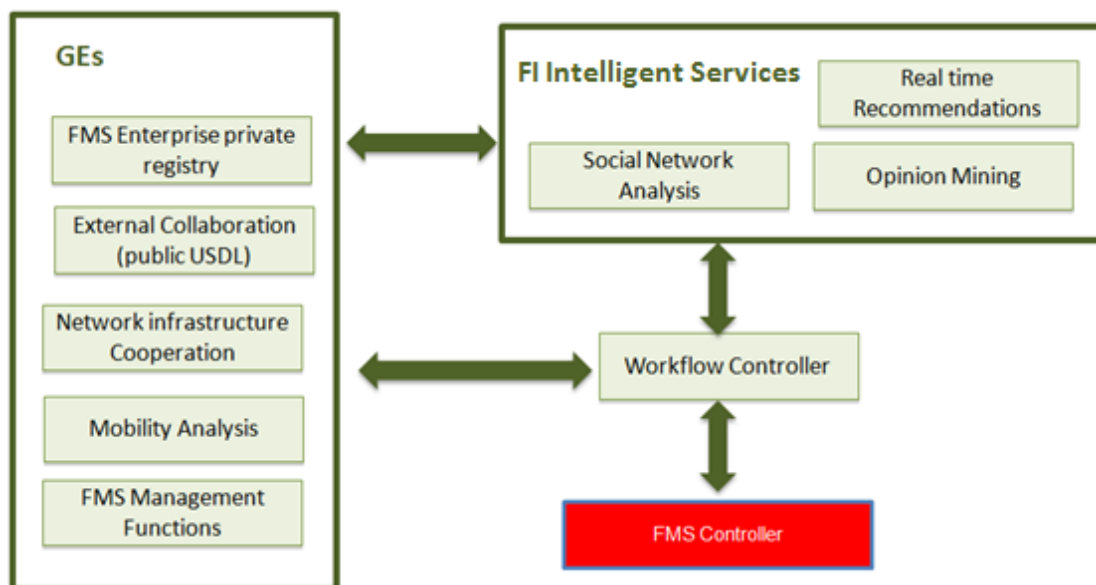 GEs
FMS Enterprise private
registry
External Collaboration
(public USDL)
Network infrastructure
Cooperation
Mobility Analysis
FMS Management
Functions
FI Intelligent Services
Real time
Recommendations
Social Network
Analysis
Opinion Mining
Workflow Controller
FMS Controller